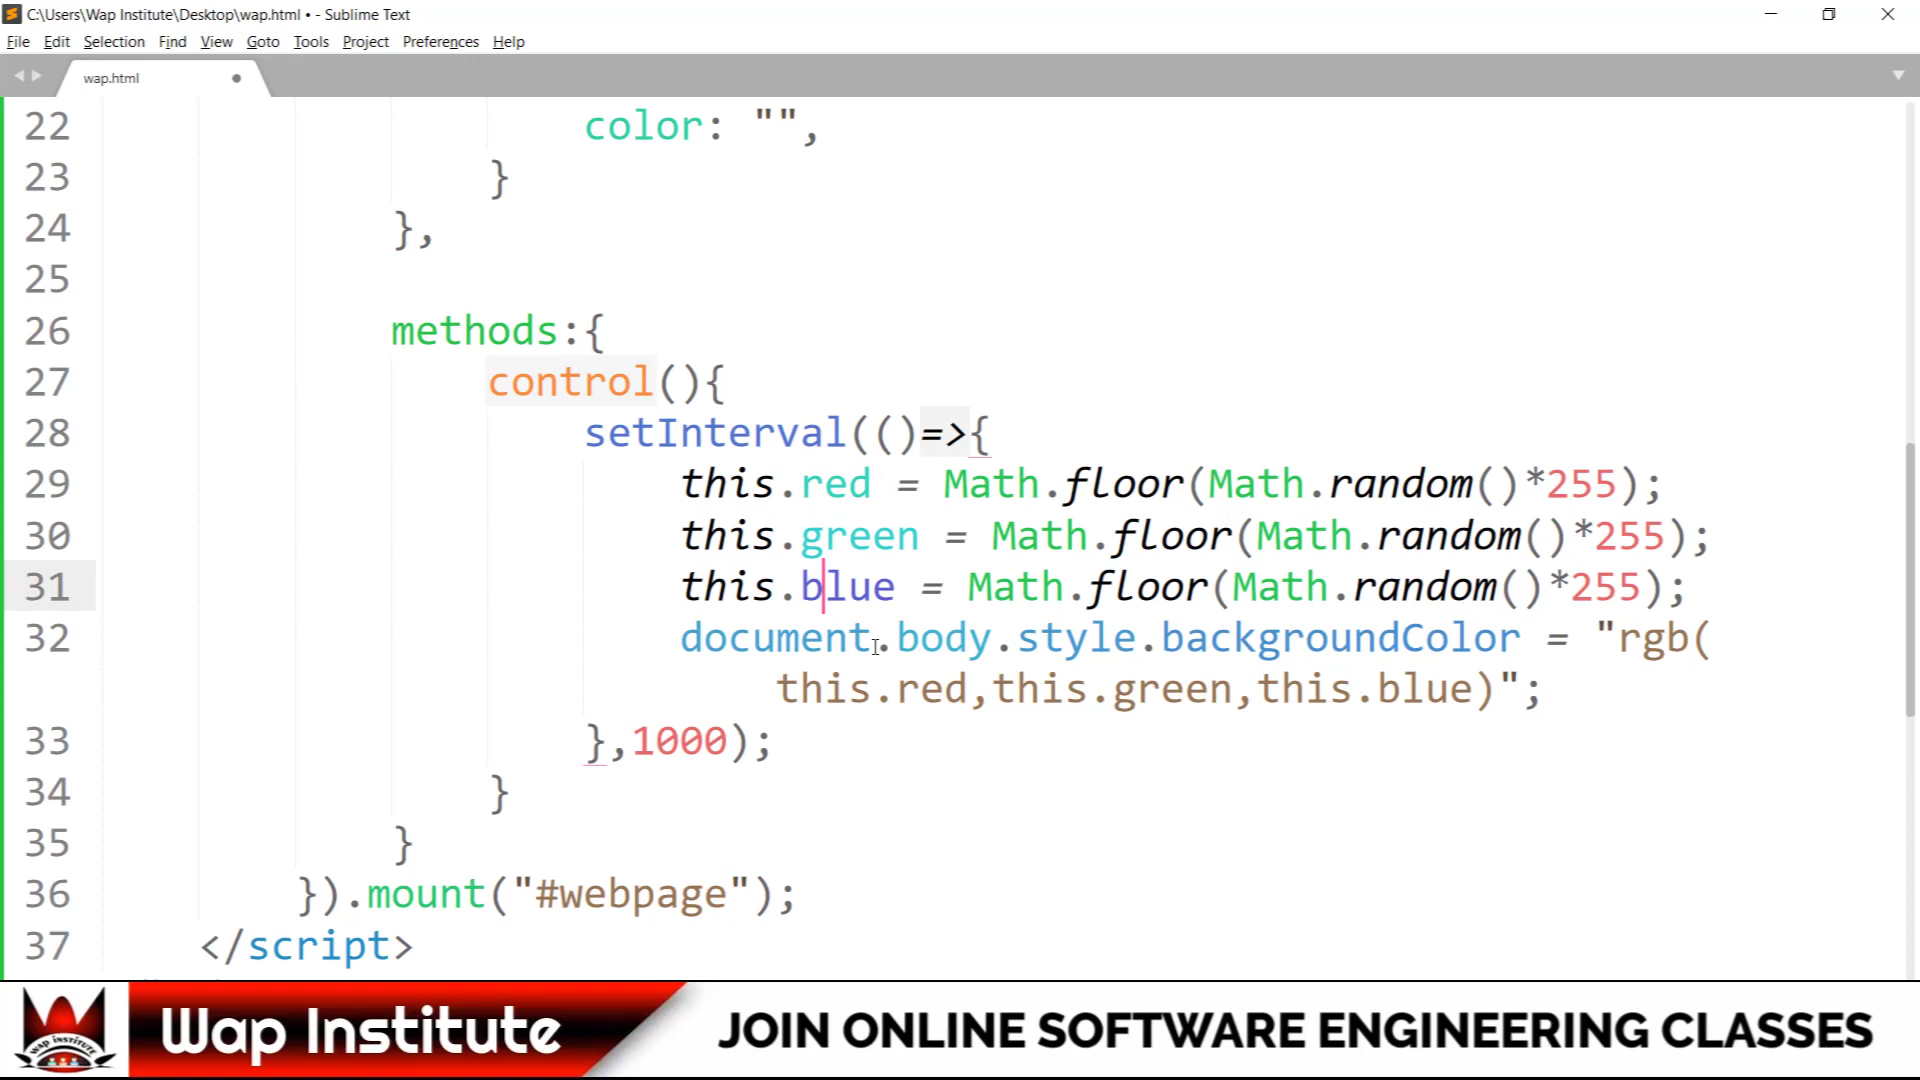 C:\Users\Wap Institute\Desktop\wap.html • - Sublime Text
File Edit Selection Find View Goto Tools Project Preferences Help
wap.html
22 color: "",
23 }
24 },
25
26 methods:{
27 control(){
28 setInterval(()=>{
29 this.red = Math.floor(Math.random()*255);
30 this.green = Math.floor(Math.random()*255);
31 this.blue = Math.floor(Math.random()*255);
32 document.body.style.backgroundColor = "rgb(
this.red,this.green,this.blue)";
33 },1000);
34 }
35 }
36 }).mount("#webpage");
37 </script>
WAP INSTITUTE
Wap Institute
JOIN ONLINE SOFTWARE ENGINEERING CLASSES